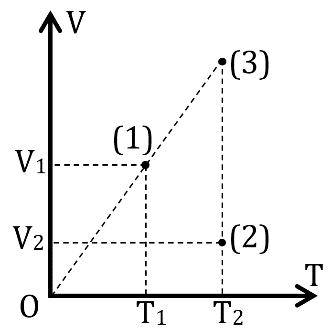 V
(3)
(1)
V₁
V₂
(2)
T
O
T₁
T₂